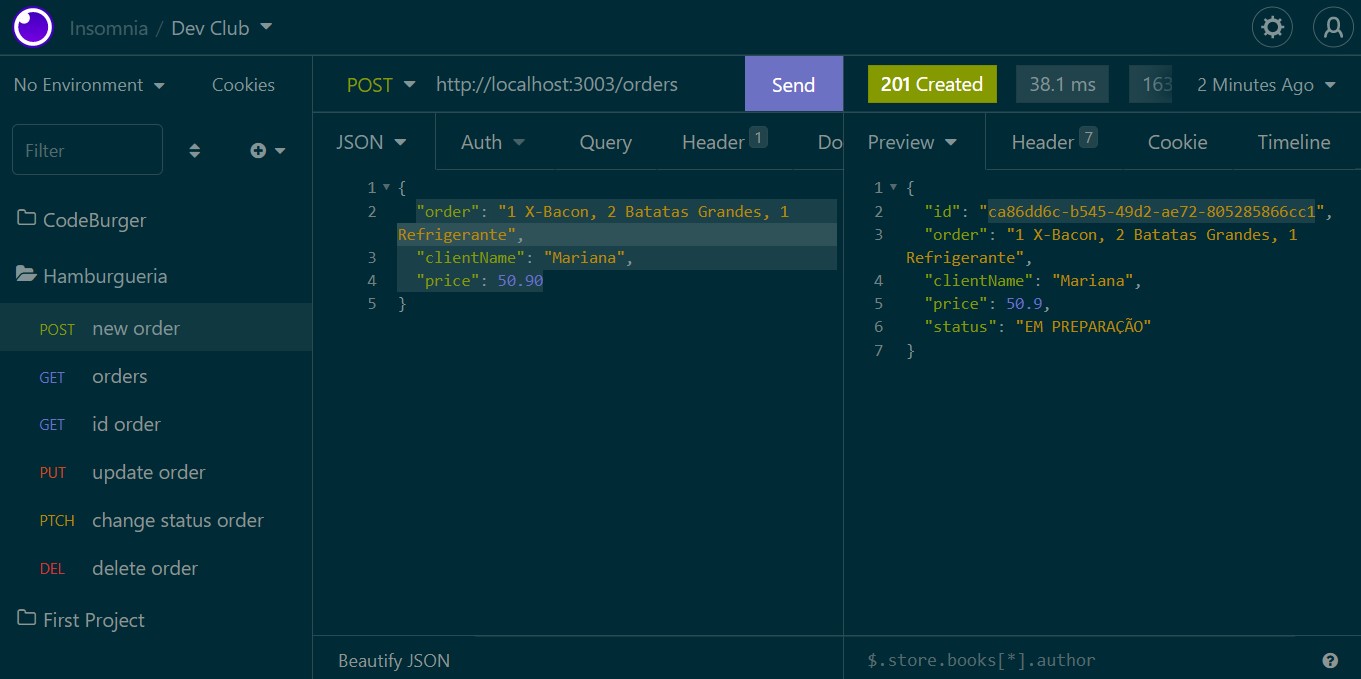 Insomnia / Dev Club
No Environment
Cookies
Filter
CodeBurger
Hamburgueria
POST new order
GET orders
GET id order
PUT update order
PTCH change status order
DEL delete order
First Project
POST http://localhost:3003/orders Send
JSON Auth Query Header 1 Do
1 {
2 "order": "1 X-Bacon, 2 Batatas Grandes, 1
Refrigerante",
3 "clientName": "Mariana",
4 "price": 50.90
5 }
Beautify JSON
201 Created 38.1 ms 163 2 Minutes Ago
Preview Header 7 Cookie Timeline
1 {
2 "id": "ca86dd6c-b545-49d2-ae72-805285866cc1",
3 "order": "1 X-Bacon, 2 Batatas Grandes, 1
Refrigerante",
4 "clientName": "Mariana",
5 "price": 50.9,
6 "status": "EM PREPARAÇÃO"
7 }
$.store.books[*].author